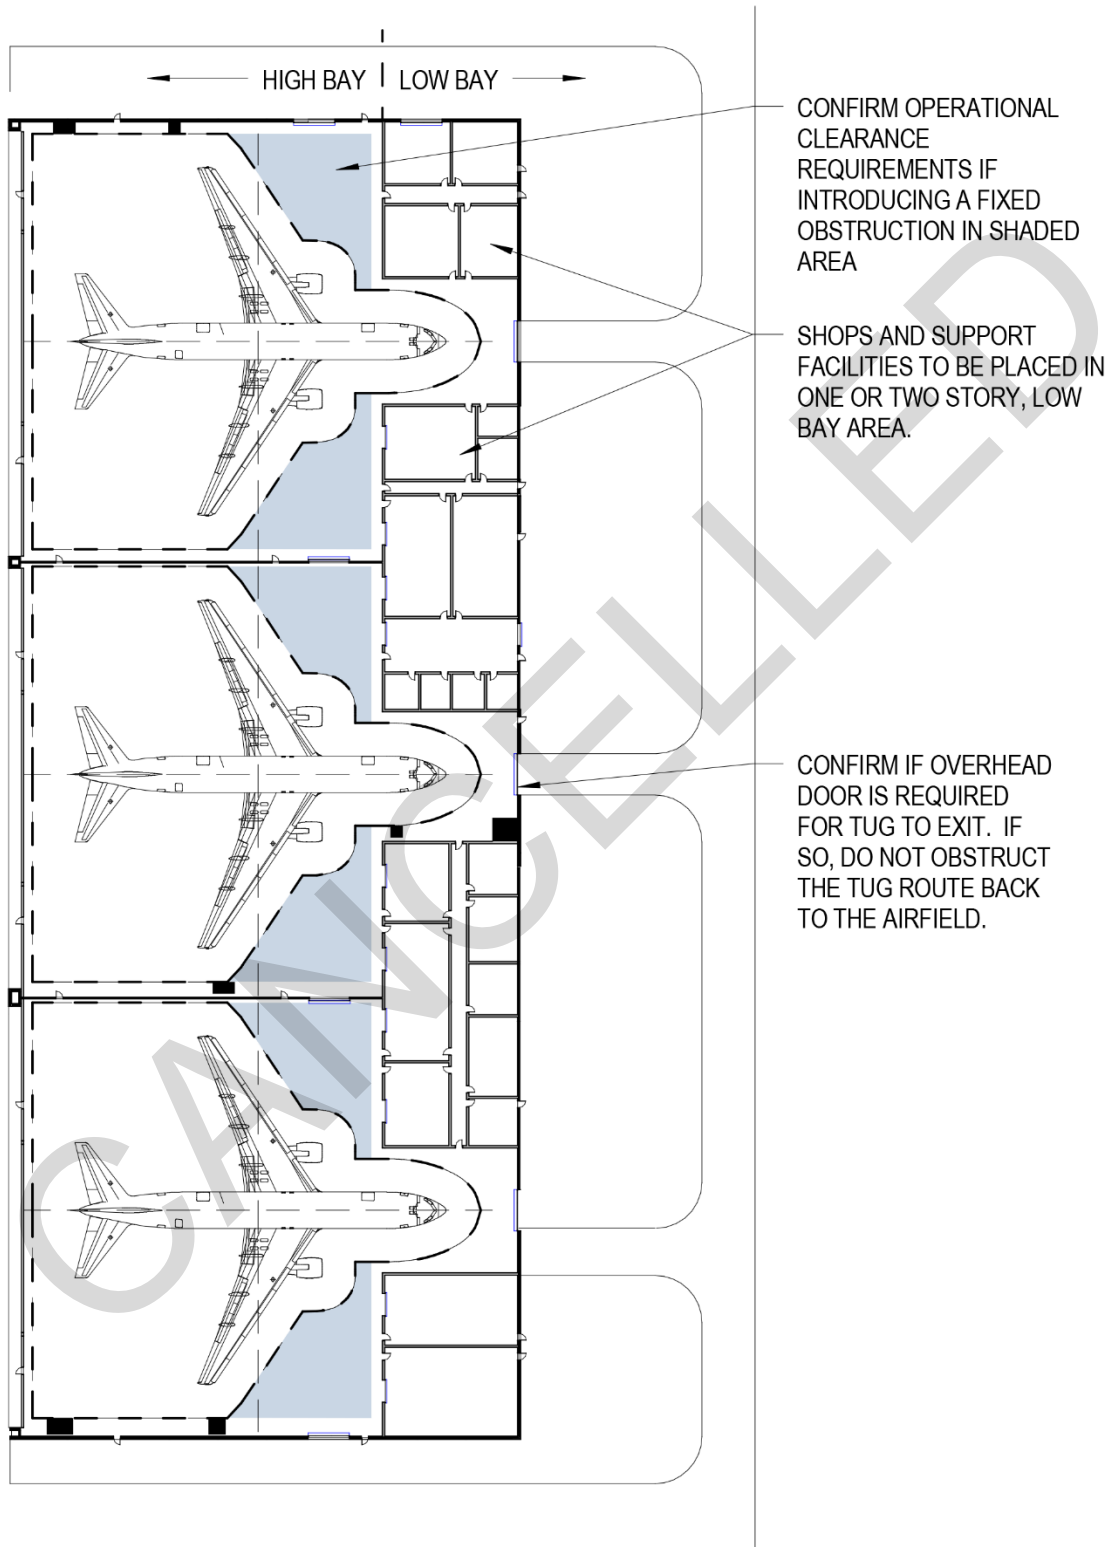 HIGH BAY
LOW BAY
CONFIRM OPERATIONAL
CLEARANCE
REQUIREMENTS IF
INTRODUCING A FIXED
OBSTRUCTION IN SHADED
AREA
SHOPS AND SUPPORT
FACILITIES TO BE PLACED IN
ONE OR TWO STORY, LOW
BAY AREA.
CONFIRM IF OVERHEAD
DOOR IS REQUIRED
FOR TUG TO EXIT. IF
SO, DO NOT OBSTRUCT
THE TUG ROUTE BACK
TO THE AIRFIELD.
CANCELLED